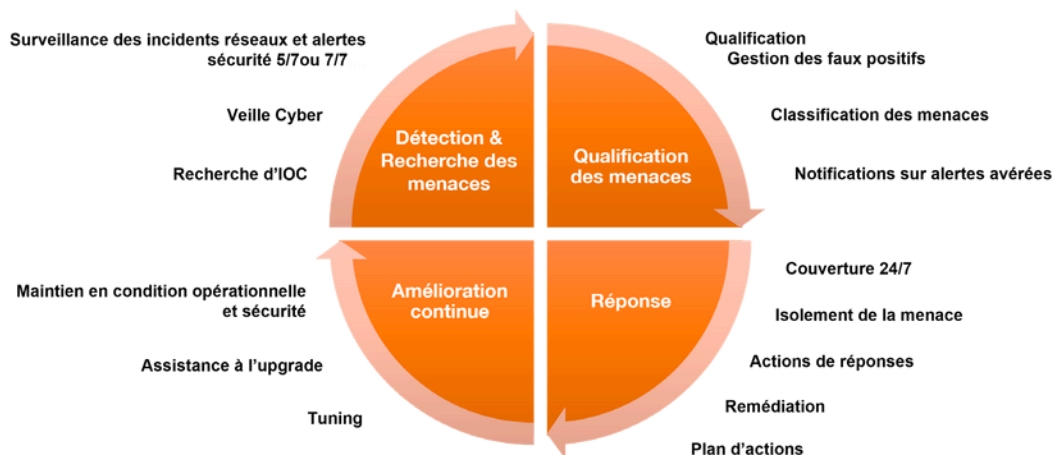 Surveillance des incidents réseaux et alertes
sécurité 5/7ou 7/7
Veille Cyber
Recherche d'IOC
Détection &
Recherche des
menaces
Qualification
des menaces
Qualification
Gestion des faux positifs
Classification des menaces
Notifications sur alertes avérées
Maintien en condition opérationnelle
et sécurité
Assistance à l'upgrade
Tuning
Amélioration
continue
Réponse
Couverture 24/7
Isolement de la menace
Actions de réponses
Remédiation
Plan d'actions